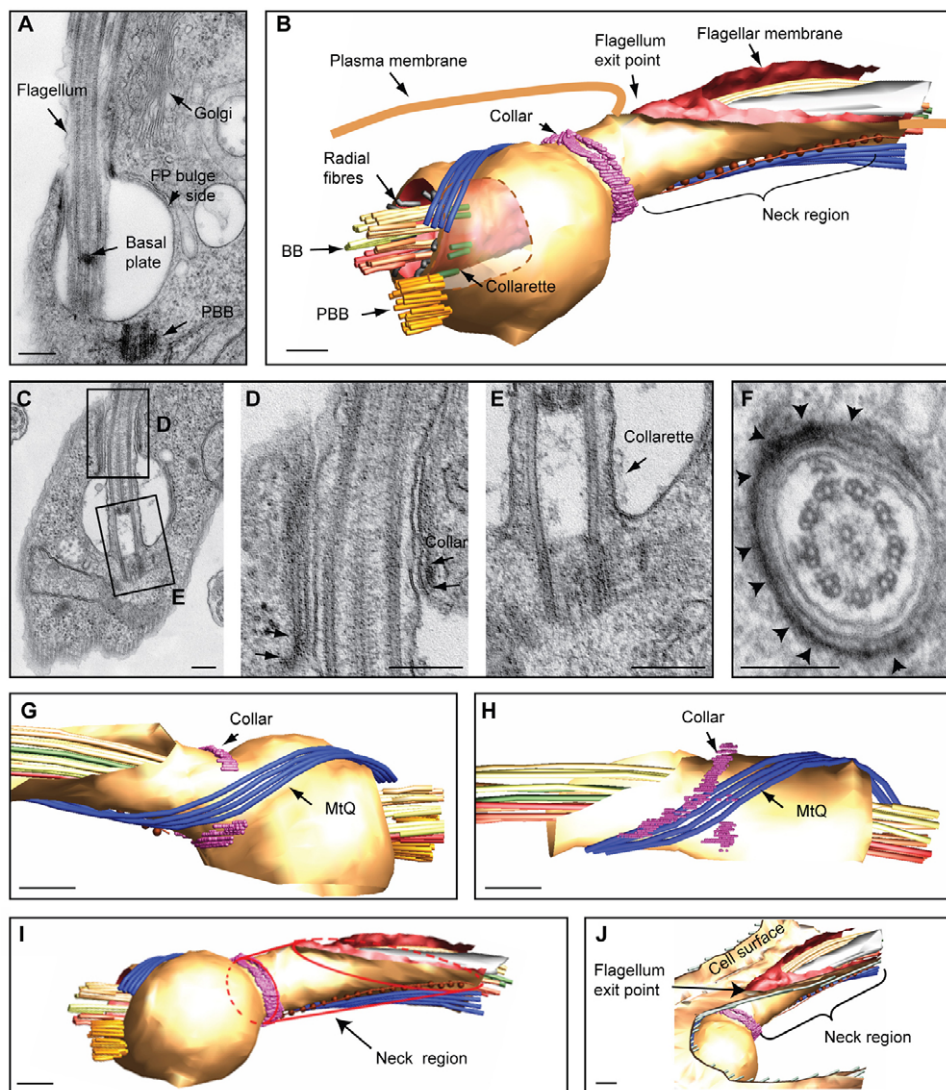 A
Flagellum
Golgi
FP bulge
side
Basal
plate
PBB
B
Plasma membrane
Flagellum
exit point
Flagellar membrane
Collar
Radial
fibres
BB
PBB
Collarette
Neck region
C
D
E
D
Collar
E
Collarette
F
G
Collar
MtQ
H
Collar
MtQ
I
Neck region
J
Cell surface
Flagellum
exit point
Neck region